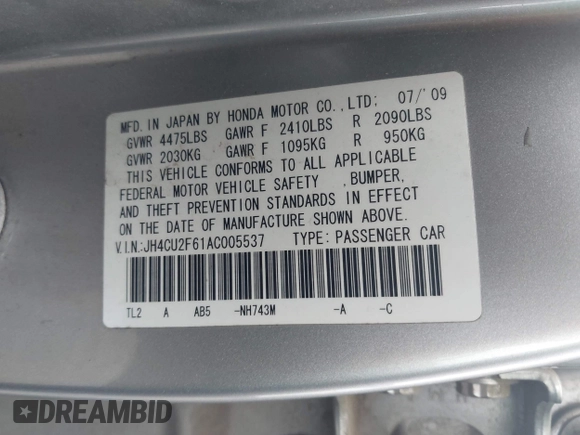 MFD. IN JAPAN BY HONDA MOTOR CO., LTD; 07/'09
GVWR 4475LBS GAWR F 2410LBS R 2090LBS
GVWR 2030KG GAWR F 1095KG R 950KG
THIS VEHICLE CONFORMS TO ALL APPLICABLE
FEDERAL MOTOR VEHICLE SAFETY , BUMPER,
AND THEFT PREVENTION STANDARDS IN EFFECT
ON THE DATE OF MANUFACTURE SHOWN ABOVE.
V.I.N:JH4CU2F61AC005537 TYPE: PASSENGER CAR
TL2 A AB5 -NH743M -A -C
DREAMBID